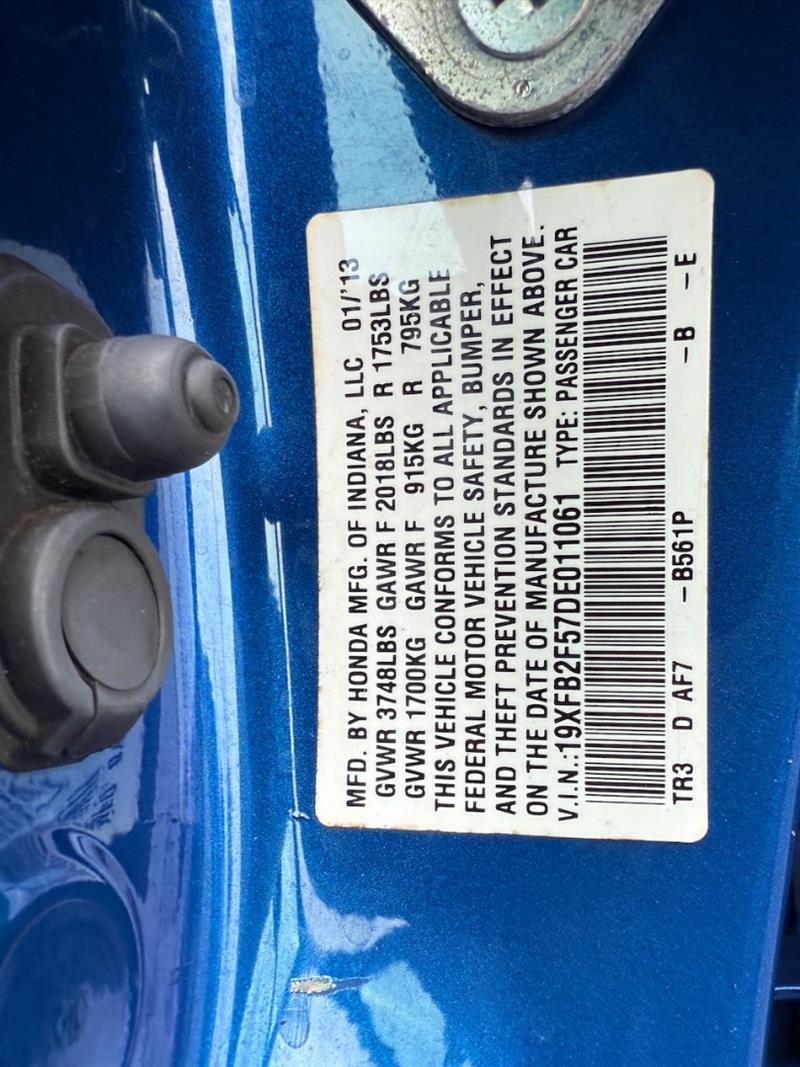 MFD. BY HONDA MFG. OF INDIANA, LLC 01/'13
GVWR 3748LBS GAWR F 2018LBS R 1753LBS
GVWR 1700KG GAWR F 915KG R 795KG
THIS VEHICLE CONFORMS TO ALL APPLICABLE
FEDERAL MOTOR VEHICLE SAFETY, BUMPER,
AND THEFT PREVENTION STANDARDS IN EFFECT
ON THE DATE OF MANUFACTURE SHOWN ABOVE.
V.I.N.:19XFB2F57DE011061 TYPE: PASSENGER CAR
TR3 D AF7 -B561P -B -E